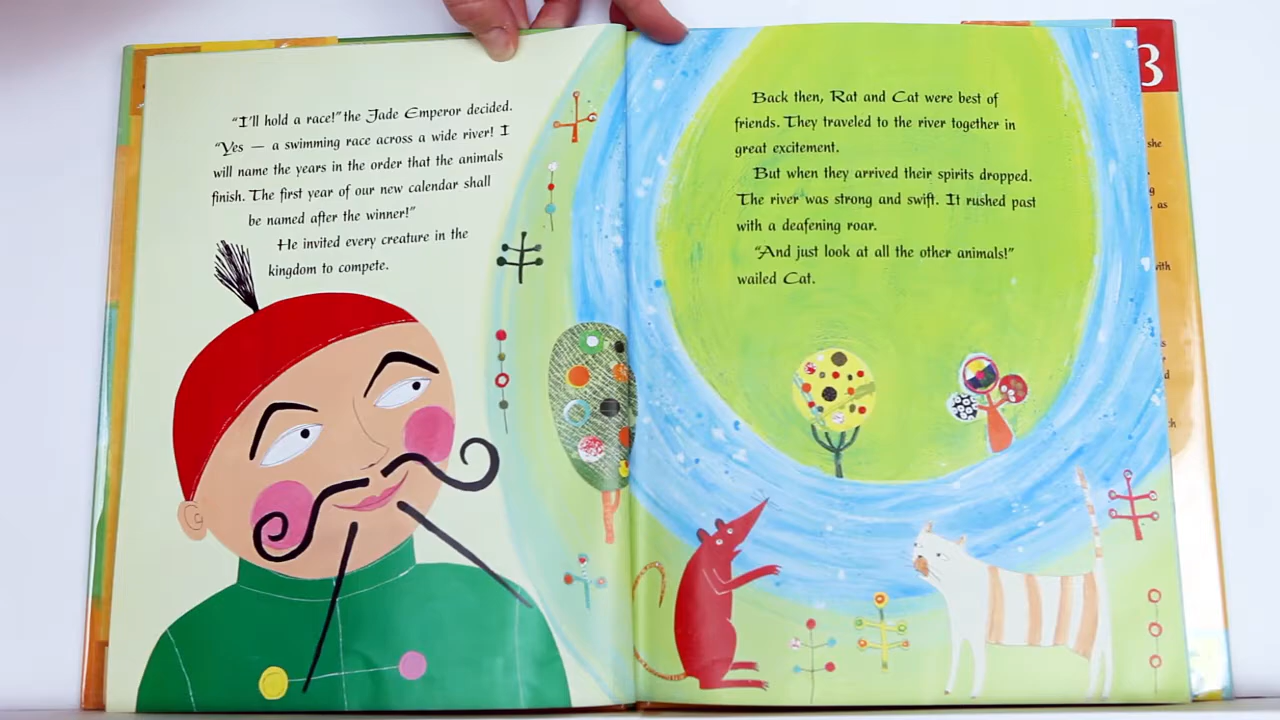 "I'll hold a race!" the Jade Emperor decided.
"Yes — a swimming race across a wide river! I
will name the years in the order that the animals
finish. The first year of our new calendar shall
be named after the winner!"
He invited every creature in the
kingdom to compete.
Back then, Rat and Cat were best of
friends. They traveled to the river together in
great excitement.
But when they arrived their spirits dropped.
The river was strong and swift. It rushed past
with a deafening roar.
"And just look at all the other animals!"
wailed Cat.
3
she
as